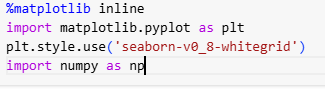 %matplotlib inline
import matplotlib.pyplot as plt
plt.style.use('seaborn-v0_8-whitegrid')
import numpy as np